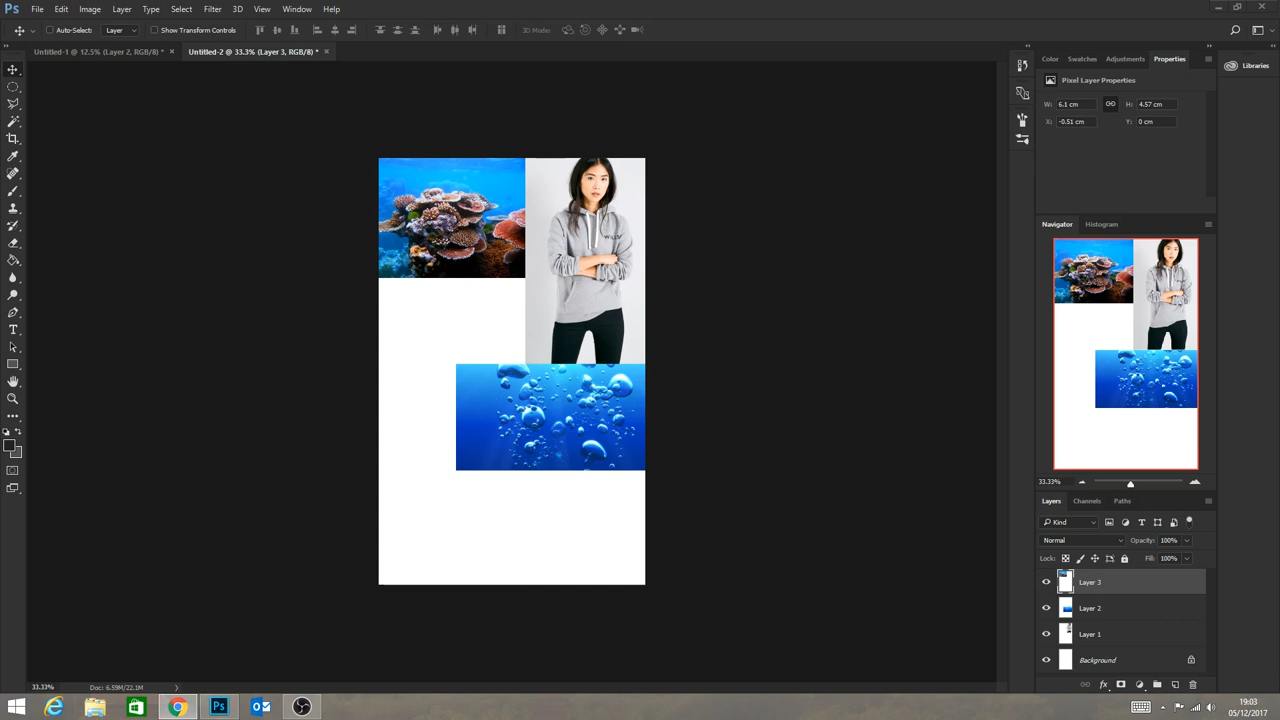 Ps File Edit Image Layer Type Select Filter 3D View Window Help
Auto-Select: Layer Show Transform Controls 3D Mode:
Untitled-1 @ 12.5% (Layer 2, RGB/8) * × Untitled-2 @ 33.3% (Layer 3, RGB/8) * ×
Color Swatches Adjustments Properties
Libraries
Pixel Layer Properties
W: 6.1 cm H: 4.57 cm
X: -0.51 cm Y: 0 cm
Navigator Histogram
33.33%
Layers Channels Paths
Kind
Normal Opacity: 100%
Lock: Fill: 100%
Layer 3
Layer 2
Layer 1
Background
33.33% Doc: 6.59M/22.1M
Ps
19:03
05/12/2017